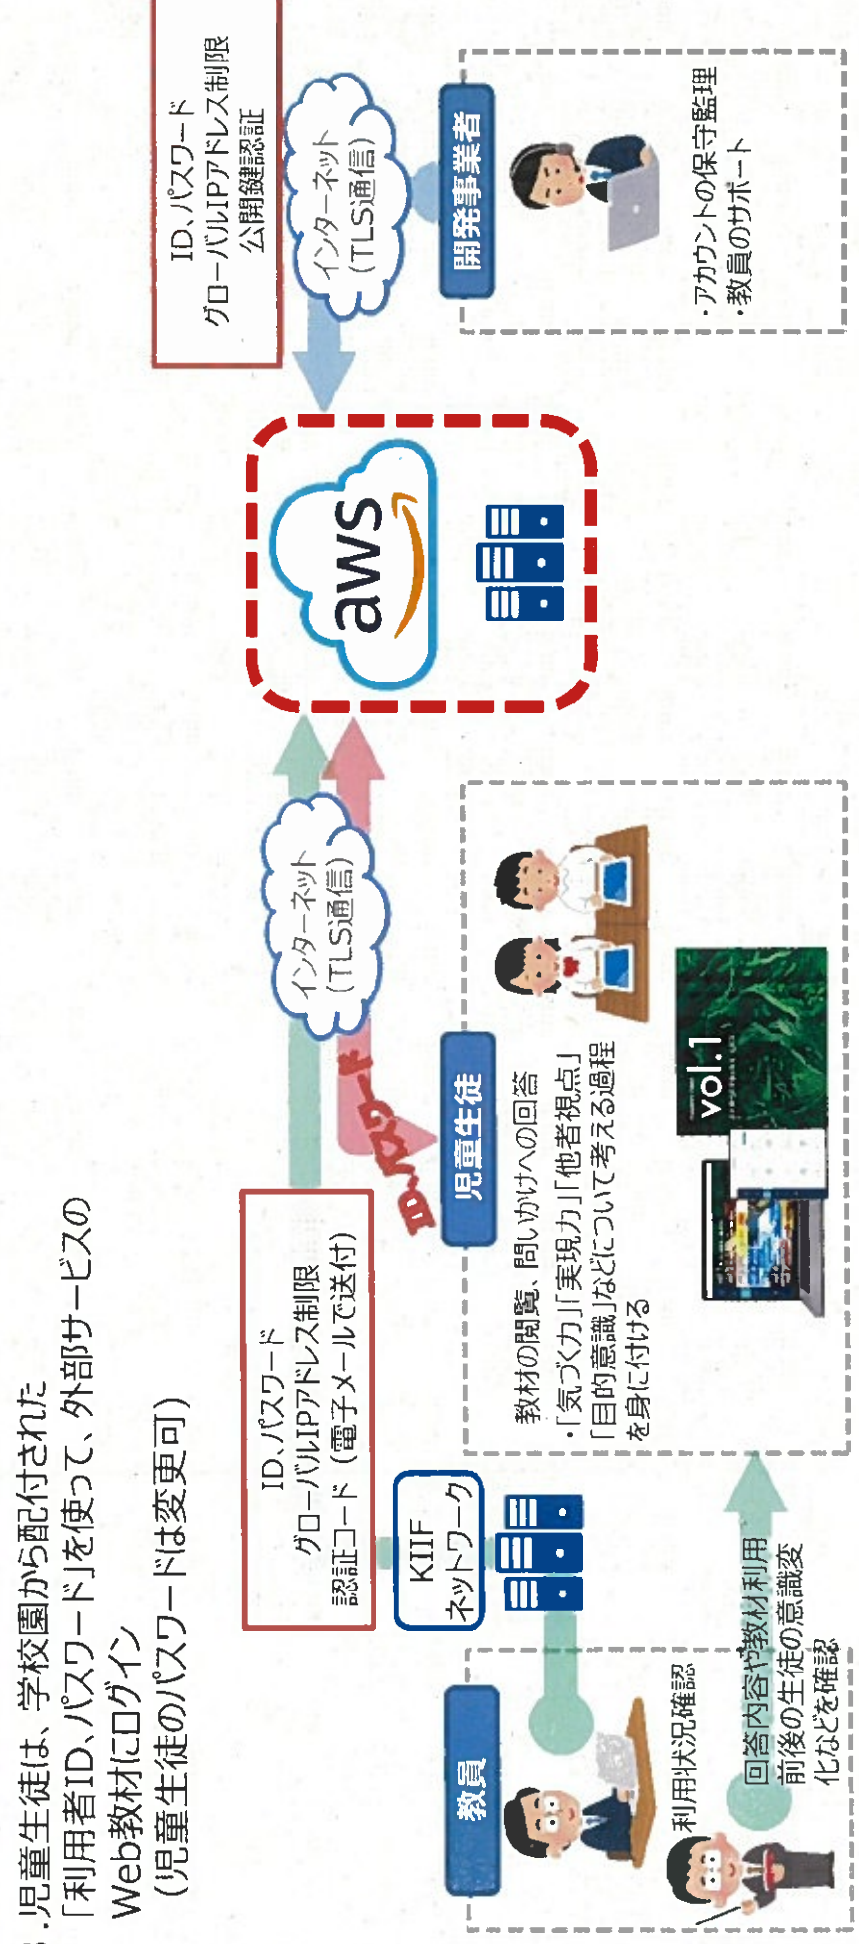 .児童生徒は、学校園から配付された
「利用者ID、パスワード」を使って、外部サービスの
Web教材にログイン
（児童生徒のパスワードは変更可）
ID、パスワード
グローバルIPアドレス制限
認証コード（電子メールで送付）
KIIF
ネットワーク
教員
利用状況確認
回答内容や教材利用
前後の生徒の意識変
化などを確認
インターネット
(TLS通信)
ID、パスワード
児童生徒
教材の閲覧、問いかけへの回答
・「気づく力」「実現力」「他者視点」
「目的意識」などについて考える過程
を身に付ける
vol.1
aws
ID、パスワード
グローバルIPアドレス制限
公開鍵認証
インターネット
(TLS通信)
開発事業者
・アカウントの保守監理
・教員のサポート